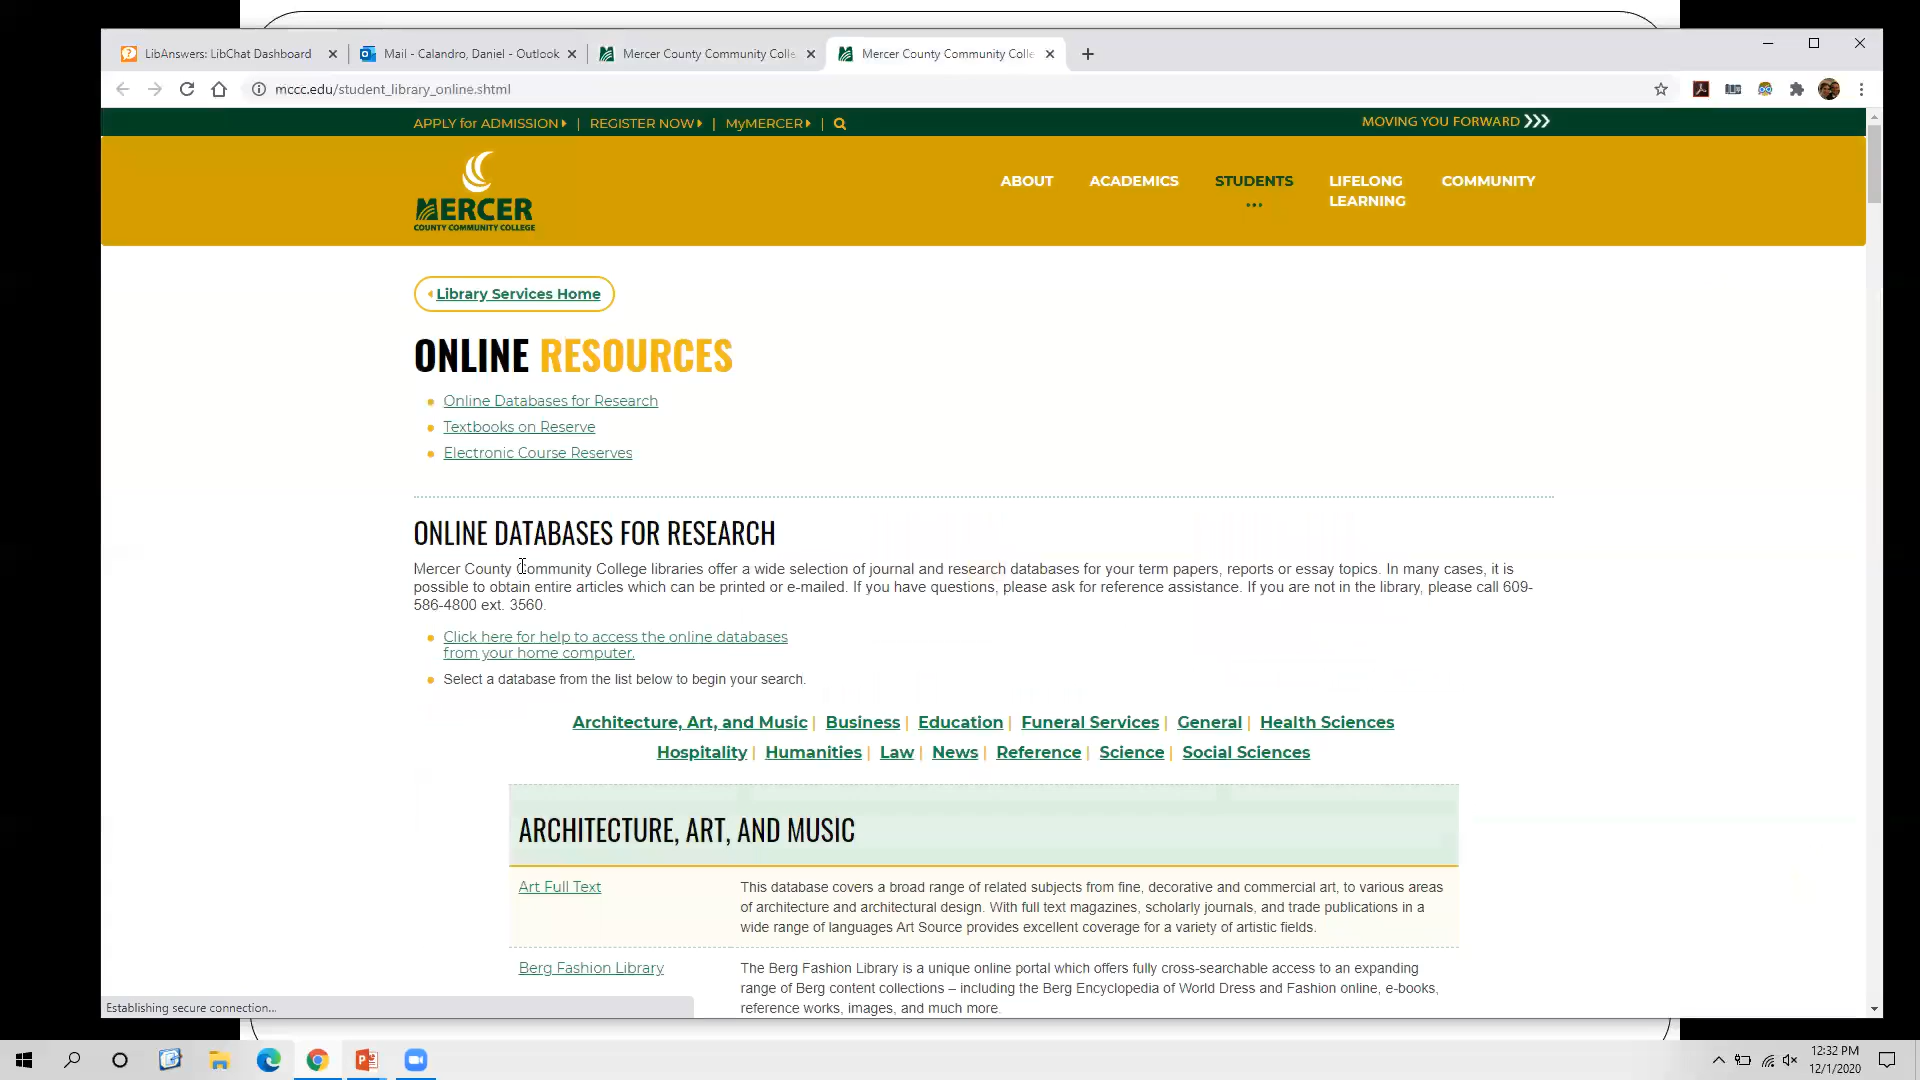 LibAnswers: LibChat Dashboard
Mail - Calandro, Daniel - Outlook
Mercer County Community Colle
Mercer County Community Colle
mccc.edu/student_library_online.shtml
APPLY for ADMISSION | REGISTER NOW | MyMERCER |
MOVING YOU FORWARD
MERCER
COUNTY COMMUNITY COLLEGE
ABOUT
ACADEMICS
STUDENTS
LIFELONG
LEARNING
COMMUNITY
Library Services Home
ONLINE RESOURCES
Online Databases for Research
Textbooks on Reserve
Electronic Course Reserves
ONLINE DATABASES FOR RESEARCH
Mercer County Community College libraries offer a wide selection of journal and research databases for your term papers, reports or essay topics. In many cases, it is
possible to obtain entire articles which can be printed or e-mailed. If you have questions, please ask for reference assistance. If you are not in the library, please call 609-
586-4800 ext. 3560.
Click here for help to access the online databases
from your home computer.
Select a database from the list below to begin your search.
Architecture, Art, and Music | Business | Education | Funeral Services | General | Health Sciences
Hospitality | Humanities | Law | News | Reference | Science | Social Sciences
ARCHITECTURE, ART, AND MUSIC
Art Full Text
This database covers a broad range of related subjects from fine, decorative and commercial art, to various areas
of architecture and architectural design. With full text magazines, scholarly journals, and trade publications in a
wide range of languages Art Source provides excellent coverage for a variety of artistic fields.
Berg Fashion Library
The Berg Fashion Library is a unique online portal which offers fully cross-searchable access to an expanding
range of Berg content collections – including the Berg Encyclopedia of World Dress and Fashion online, e-books,
reference works, images, and much more.
Establishing secure connection...
12:32 PM
12/1/2020